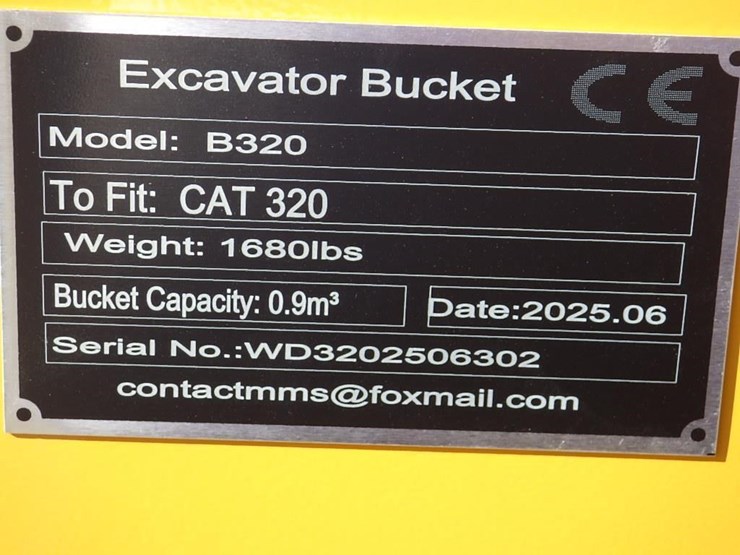 Excavator Bucket CE
Model: B320
To Fit: CAT 320
Weight: 1680lbs
Bucket Capacity: 0.9m³ Date:2025.06
Serial No.:WD3202506302
contactmms@foxmail.com